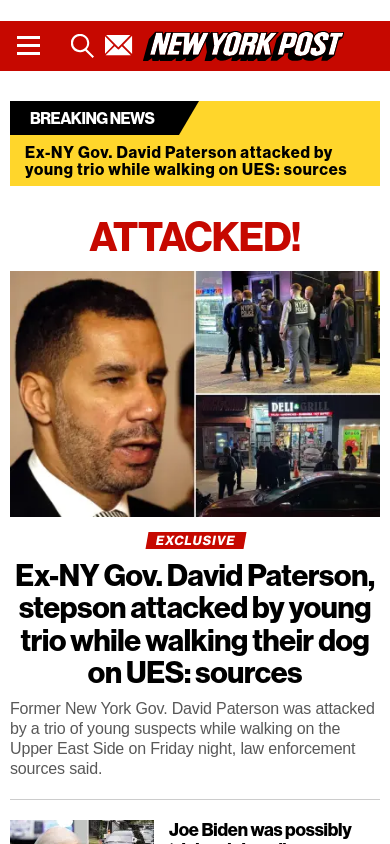 NEW YORK POST
BREAKING NEWS
Ex-NY Gov. David Paterson attacked by
young trio while walking on UES: sources
ATTACKED!
DELI GRILL
EXCLUSIVE
Ex-NY Gov. David Paterson,
stepson attacked by young
trio while walking their dog
on UES: sources
Former New York Gov. David Paterson was attacked
by a trio of young suspects while walking on the
Upper East Side on Friday night, law enforcement
sources said.
Joe Biden was possibly